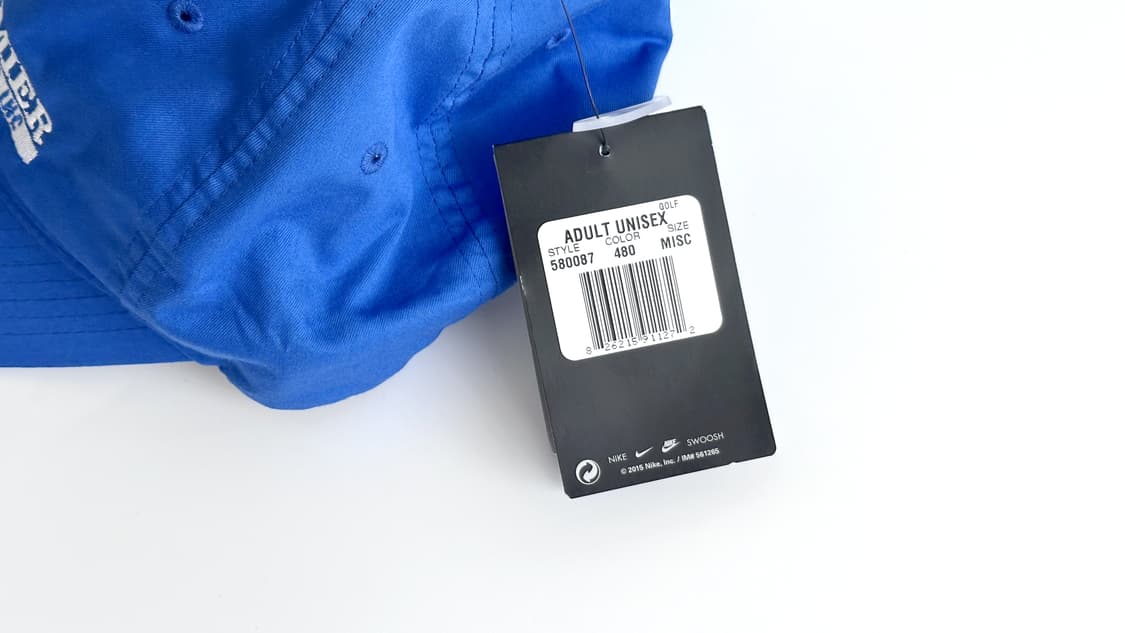 GOLF
ADULT UNISEX
STYLE COLOR SIZE
580087 480 MISC
8 26215 91127 2
NIKE SWOOSH
© 2015 Nike, Inc. / IM# 561265